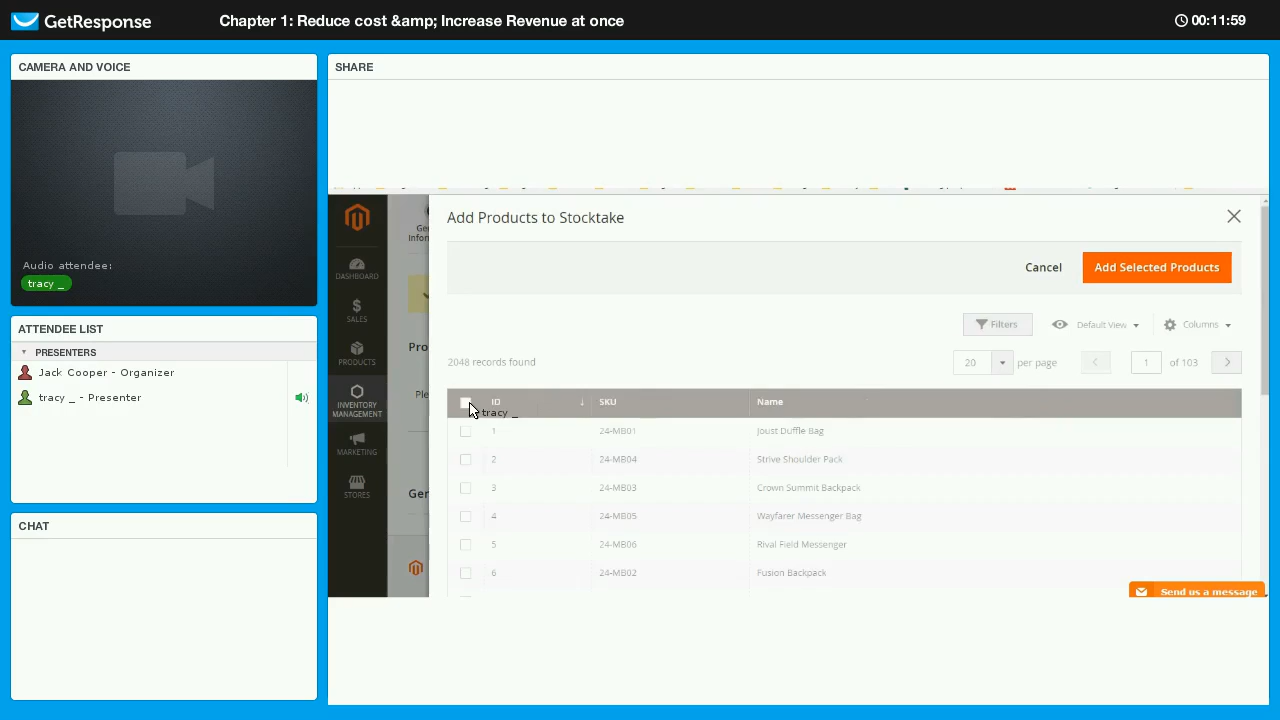 GetResponse
Chapter 1: Reduce cost &amp; Increase Revenue at once
00:11:59
CAMERA AND VOICE
Audio attendee:
tracy _
ATTENDEE LIST
PRESENTERS
Jack Cooper - Organizer
tracy _ - Presenter
CHAT
SHARE
DASHBOARD
$
SALES
PRODUCTS
INVENTORY
MANAGEMENT
MARKETING
STORES
Add Products to Stocktake
Cancel
Add Selected Products
Filters
Default View
Columns
2048 records found
20 per page
1 of 103
ID ↓ SKU Name
tracy _
1 24-MB01 Joust Duffle Bag
2 24-MB04 Strive Shoulder Pack
3 24-MB03 Crown Summit Backpack
4 24-MB05 Wayfarer Messenger Bag
5 24-MB06 Rival Field Messenger
6 24-MB02 Fusion Backpack
Send us a message